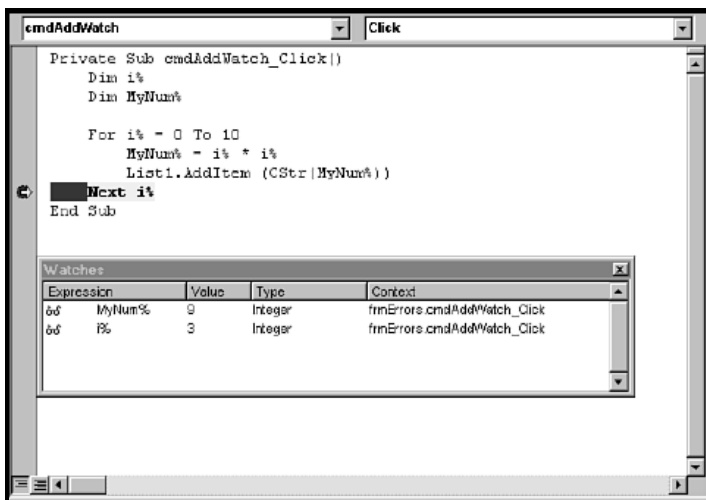 cmdAddWatch Click
Private Sub cmdAddWatch_Click()
Dim i%
Dim MyNum%
For i% = 0 To 10
MyNum% = i% * i%
List1.AddItem (CStr(MyNum%))
Next i%
End Sub
Watches
Expression Value Type Context
MyNum% 9 Integer frmErrors.cmdAddWatch_Click
i% 3 Integer frmErrors.cmdAddWatch_Click